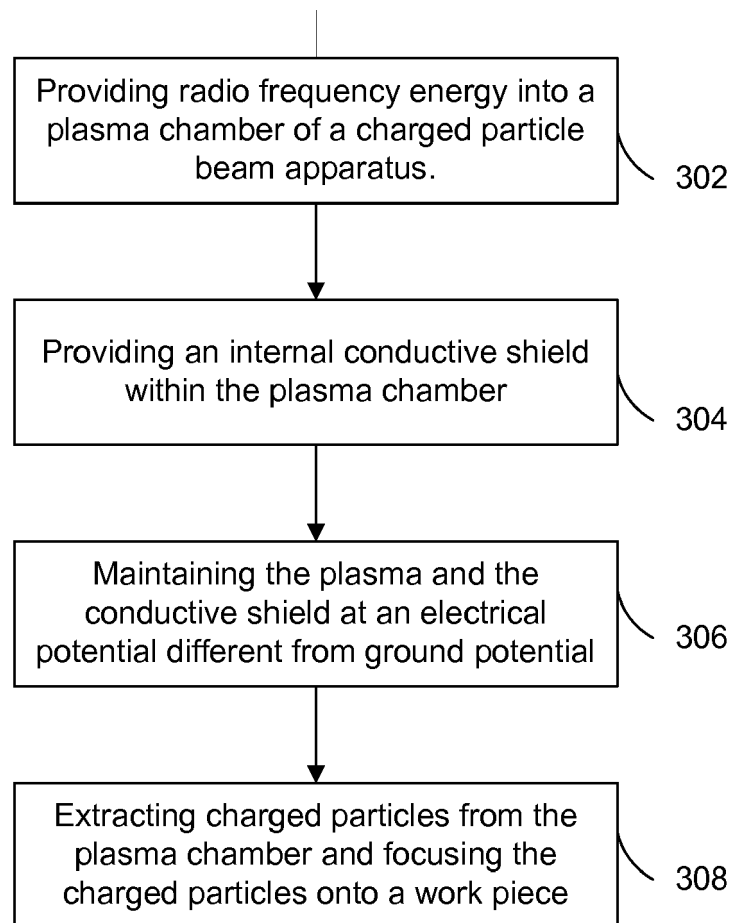 Providing radio frequency energy into a
plasma chamber of a charged particle
beam apparatus.
302
Providing an internal conductive shield
within the plasma chamber
304
Maintaining the plasma and the
conductive shield at an electrical
potential different from ground potential
306
Extracting charged particles from the
plasma chamber and focusing the
charged particles onto a work piece
308